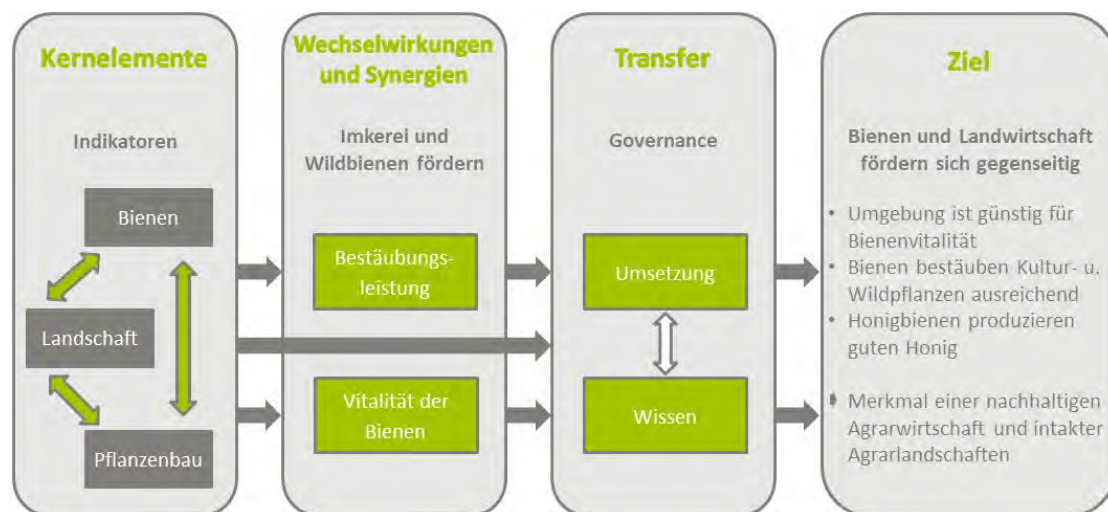 Kernelemente
Indikatoren
Bienen
Landschaft
Pflanzenbau
Wechselwirkungen
und Synergien
Imkerei und
Wildbienen fördern
Bestäubungs-
leistung
Vitalität der
Bienen
Transfer
Governance
Umsetzung
Wissen
Ziel
Bienen und Landwirtschaft
fördern sich gegenseitig
• Umgebung ist günstig für
Bienenvitalität
• Bienen bestäuben Kultur- u.
Wildpflanzen ausreichend
• Honigbienen produzieren
guten Honig
Merkmal einer nachhaltigen
Agrarwirtschaft und intakter
Agrarlandschaften